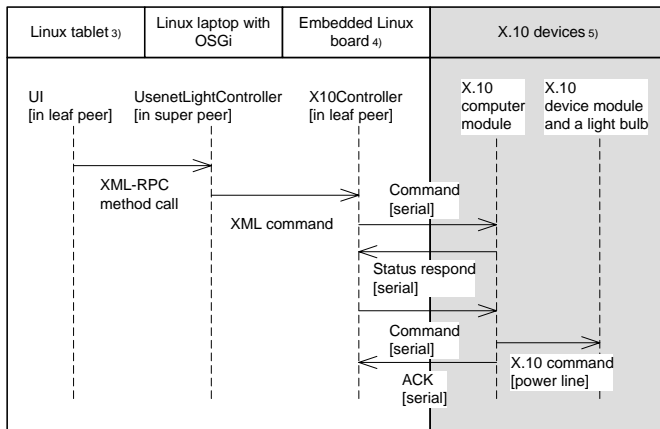 Linux tablet 3)
Linux laptop with
OSGi
Embedded Linux
board 4)
X.10 devices 5)
UI
[in leaf peer]
UsenetLightController
[in super peer]
X10Controller
[in leaf peer]
X.10
computer
module
X.10
device module
and a light bulb
XML-RPC
method call
XML command
Command
[serial]
Status respond
[serial]
Command
[serial]
X.10 command
[power line]
ACK
[serial]